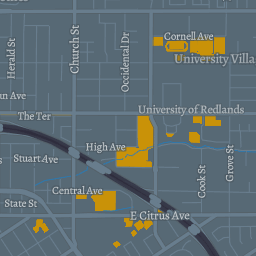 Cornell Ave
Herald St
Church St
Occidental Dr
University Villa
an Ave
University of Redlands
The Ter
High Ave
Stuart Ave
Cook St
Grove St
Central Ave
State St
E Citrus Ave